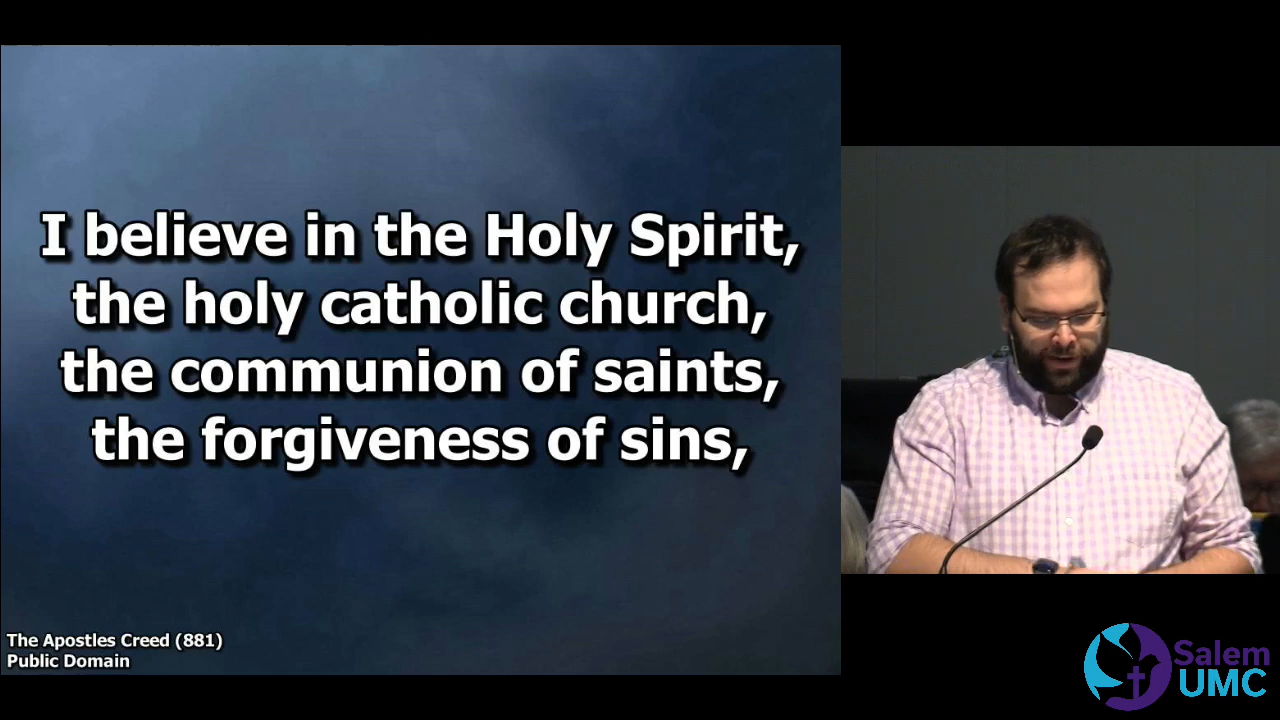 I believe in the Holy Spirit,
the holy catholic church,
the communion of saints,
the forgiveness of sins,
The Apostles Creed (881)
Public Domain
Salem
UMC